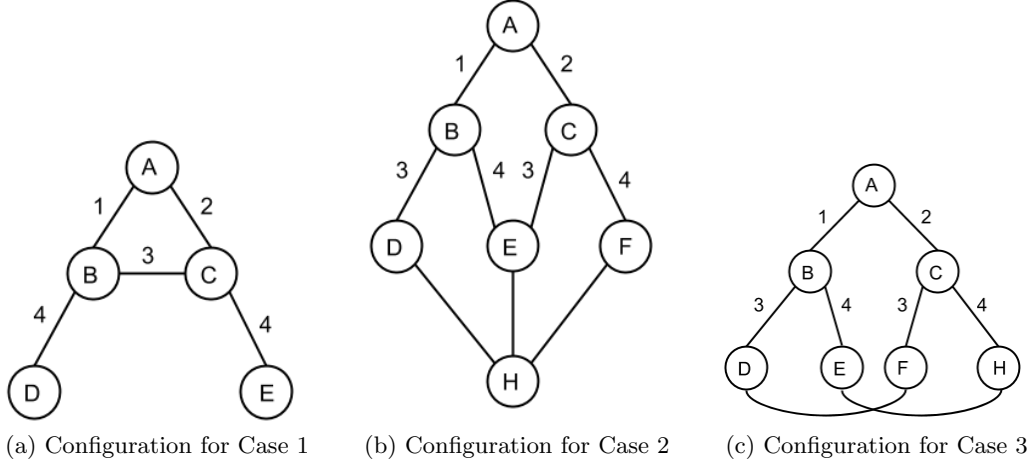 A
1
2
B
C
3
4
3
4
D
E
F
H
A
1
2
B
3
C
4
4
D
E
A
1
2
B
C
3
4
3
4
D
E
F
H
(a) Configuration for Case 1
(b) Configuration for Case 2
(c) Configuration for Case 3